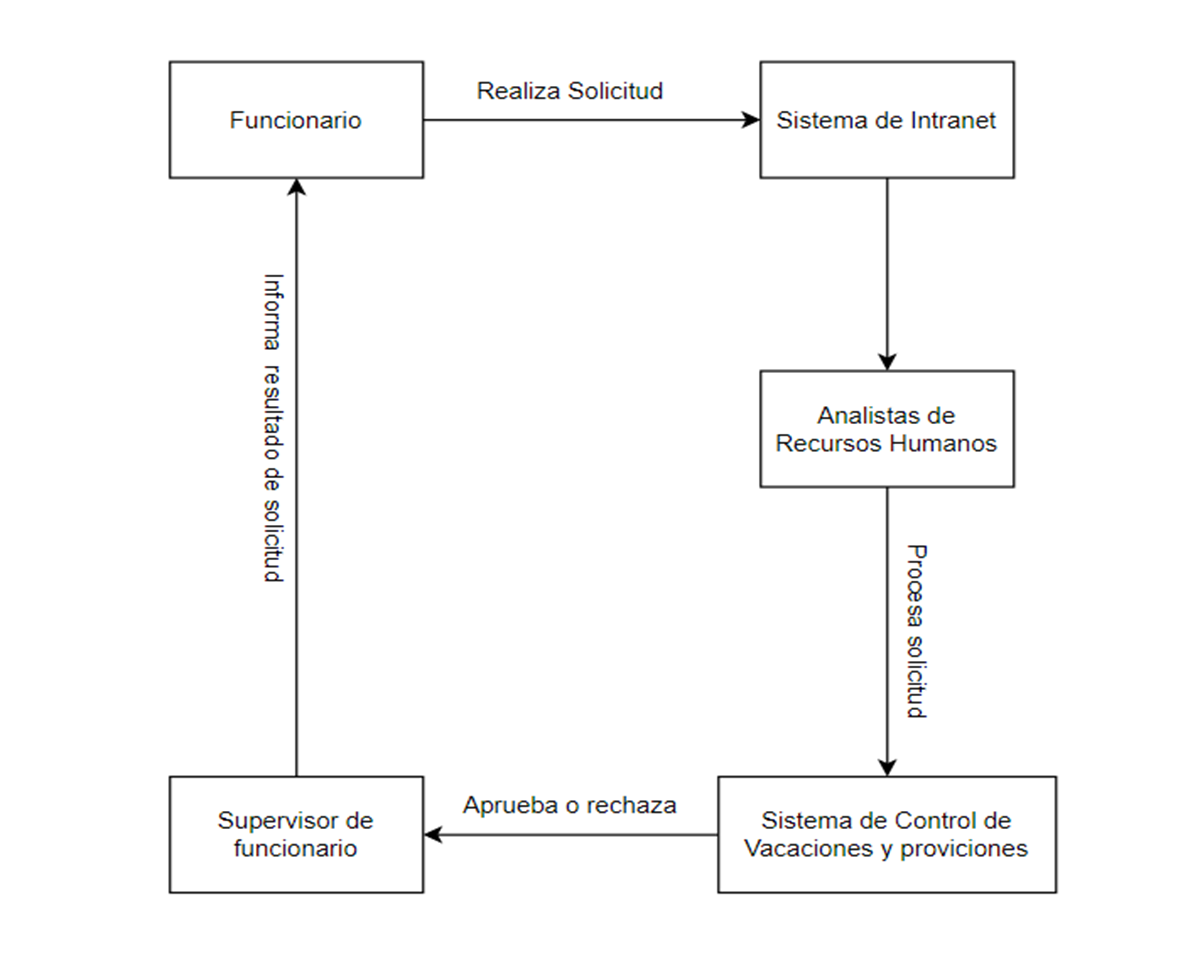 Realiza Solicitud
Funcionario
Sistema de Intranet
Informa resultado de solicitud
Analistas de
Recursos Humanos
Procesa solicitud
Supervisor de
funcionario
Aprueba o rechaza
Sistema de Control de
Vacaciones y proviciones